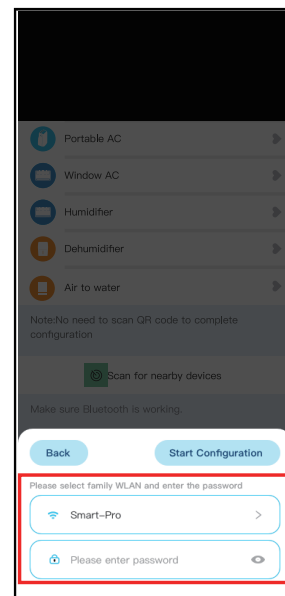 Portable AC
Window AC
Humidifier
Dehumidifier
Air to water
Note:No need to scan QR code to complete
configuration
Scan for nearby devices
Make sure Bluetooth is working.
Back
Start Configuration
Please select family WLAN and enter the password
Smart-Pro
Please enter password